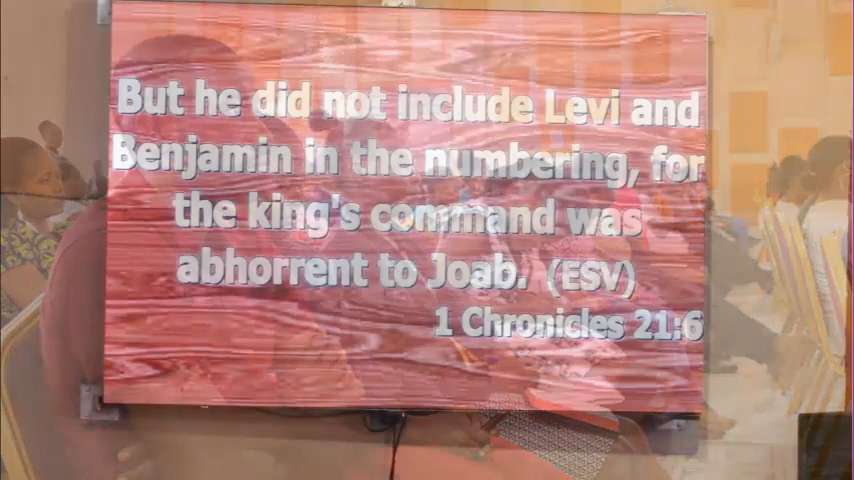 But he did not include Levi and
Benjamin in the numbering, for
the king's command was
abhorrent to Joab. (ESV)
1 Chronicles 21:6